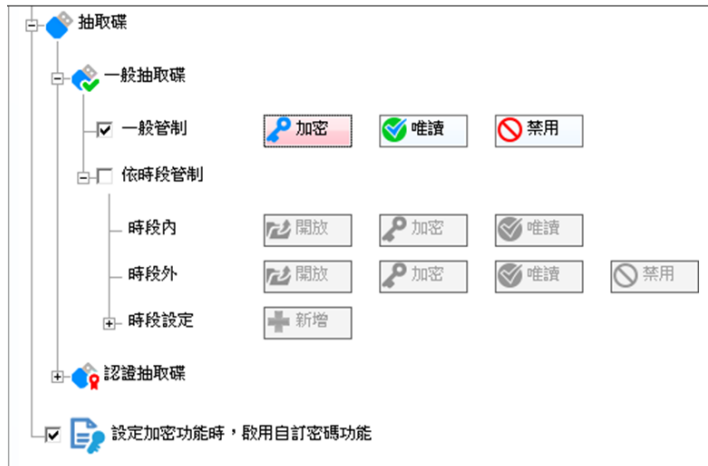 抽取碟
一般抽取碟
一般管制 加密 唯讀 禁用
依時段管制
時段內 開放 加密 唯讀
時段外 開放 加密 唯讀 禁用
時段設定 新增
認證抽取碟
設定加密功能時，啟用自訂密碼功能